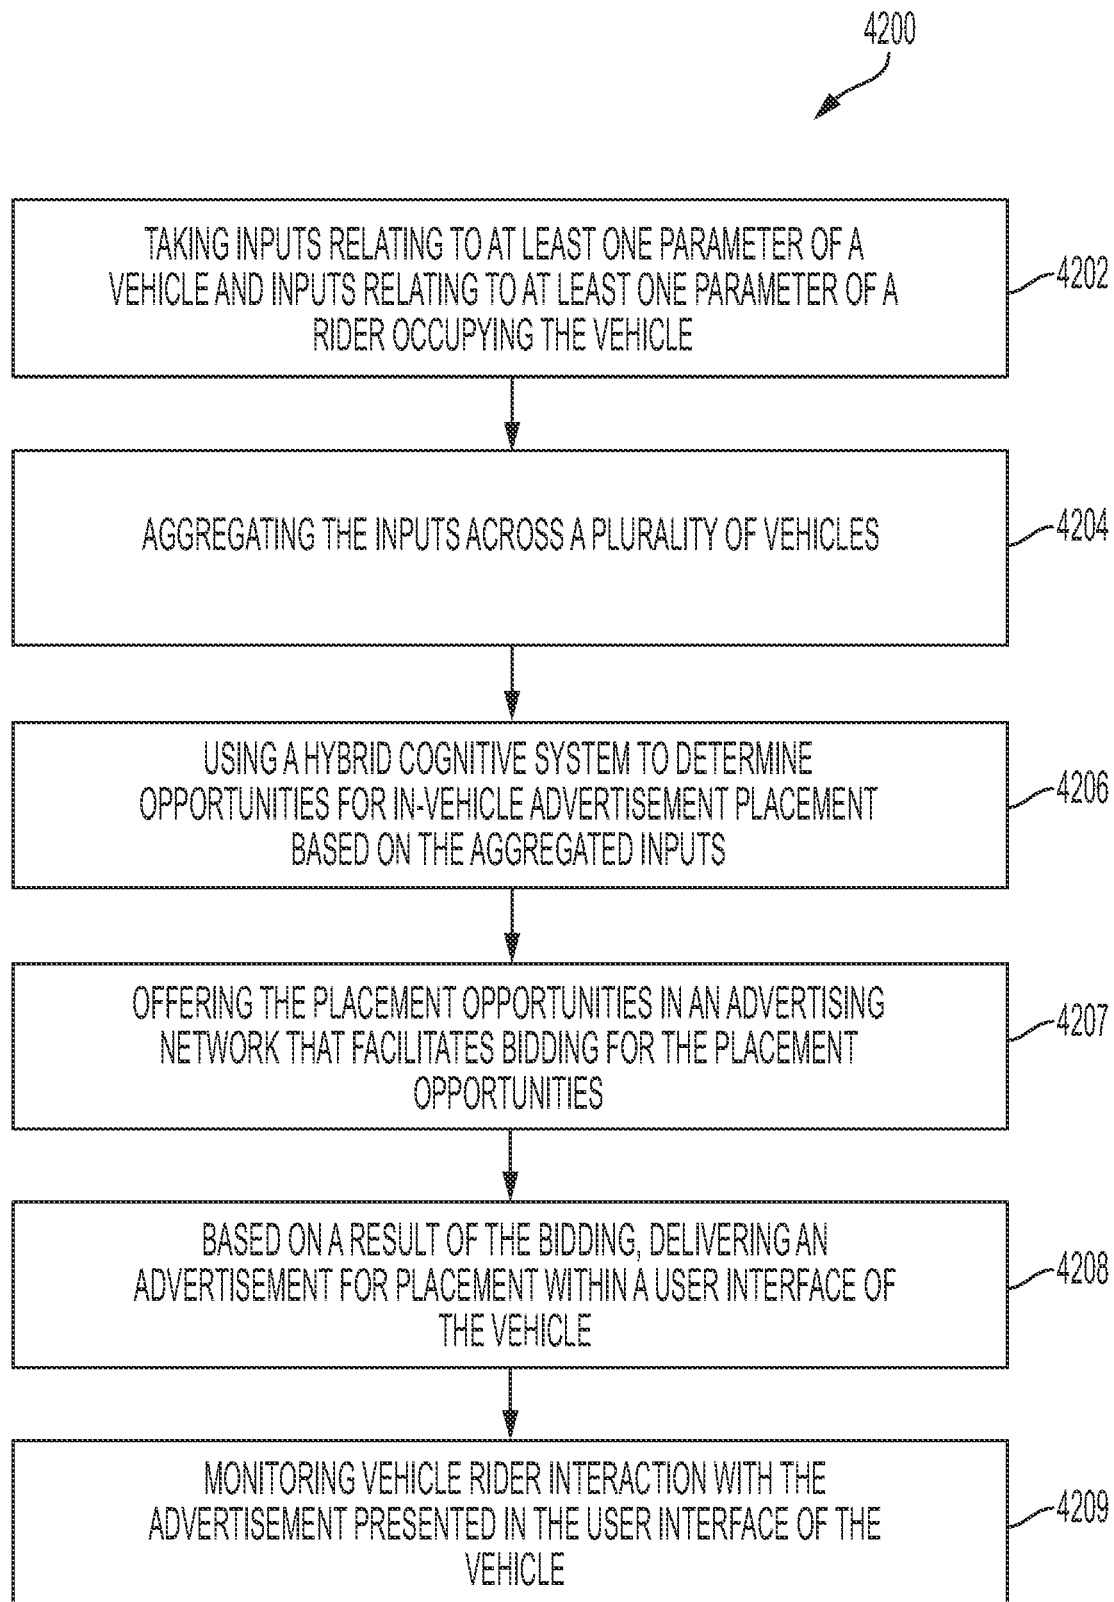 4200
TAKING INPUTS RELATING TO AT LEAST ONE PARAMETER OF A
VEHICLE AND INPUTS RELATING TO AT LEAST ONE PARAMETER OF A
RIDER OCCUPYING THE VEHICLE
4202
AGGREGATING THE INPUTS ACROSS A PLURALITY OF VEHICLES
4204
USING A HYBRID COGNITIVE SYSTEM TO DETERMINE
OPPORTUNITIES FOR IN-VEHICLE ADVERTISEMENT PLACEMENT
BASED ON THE AGGREGATED INPUTS
4206
OFFERING THE PLACEMENT OPPORTUNITIES IN AN ADVERTISING
NETWORK THAT FACILITATES BIDDING FOR THE PLACEMENT
OPPORTUNITIES
4207
BASED ON A RESULT OF THE BIDDING, DELIVERING AN
ADVERTISEMENT FOR PLACEMENT WITHIN A USER INTERFACE OF
THE VEHICLE
4208
MONITORING VEHICLE RIDER INTERACTION WITH THE
ADVERTISEMENT PRESENTED IN THE USER INTERFACE OF THE
VEHICLE
4209